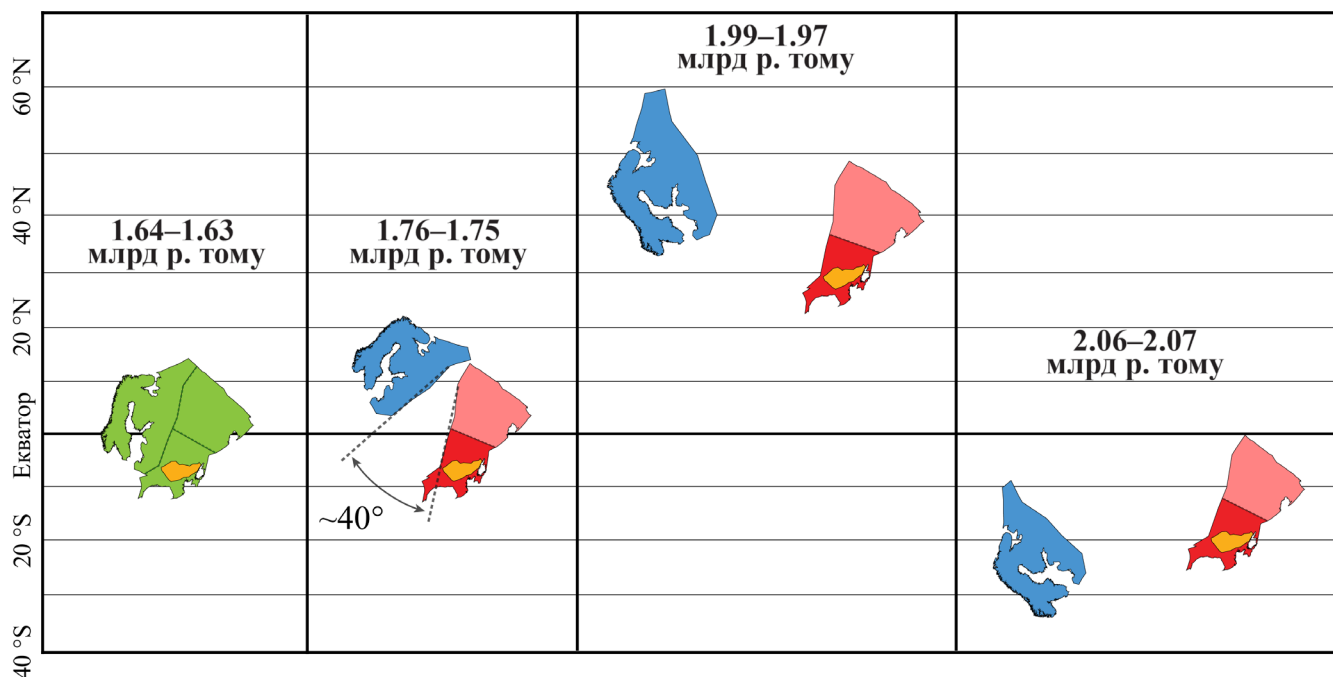 1.99–1.97
млрд р. тому
1.64–1.63
млрд р. тому
1.76–1.75
млрд р. тому
2.06–2.07
млрд р. тому
~40°
60 °N
40 °N
20 °N
Екватор
20 °S
40 °S